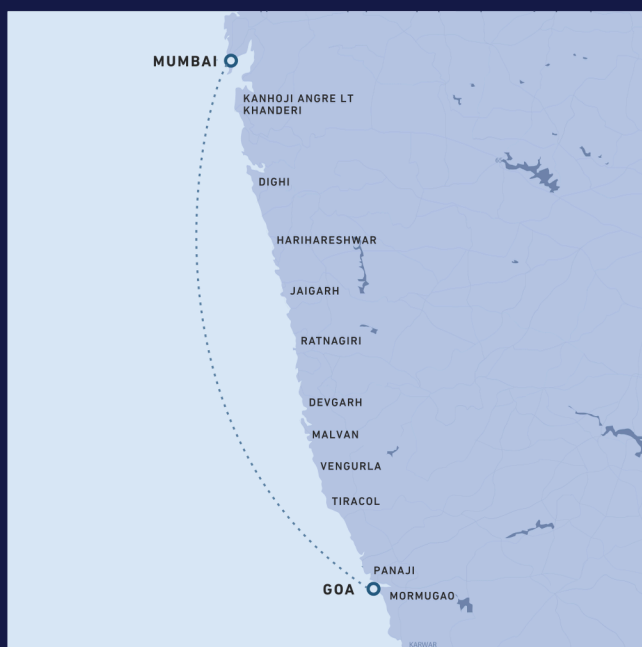 MUMBAI
KANHOJI ANGRE LT
KHANDERI
DIGHI
HARIHARESHWAR
JAIGARH
RATNAGIRI
DEVGARH
MALVAN
VENGURLA
TIRACOL
PANAJI
GOA
MORMUGAO
KARWAR